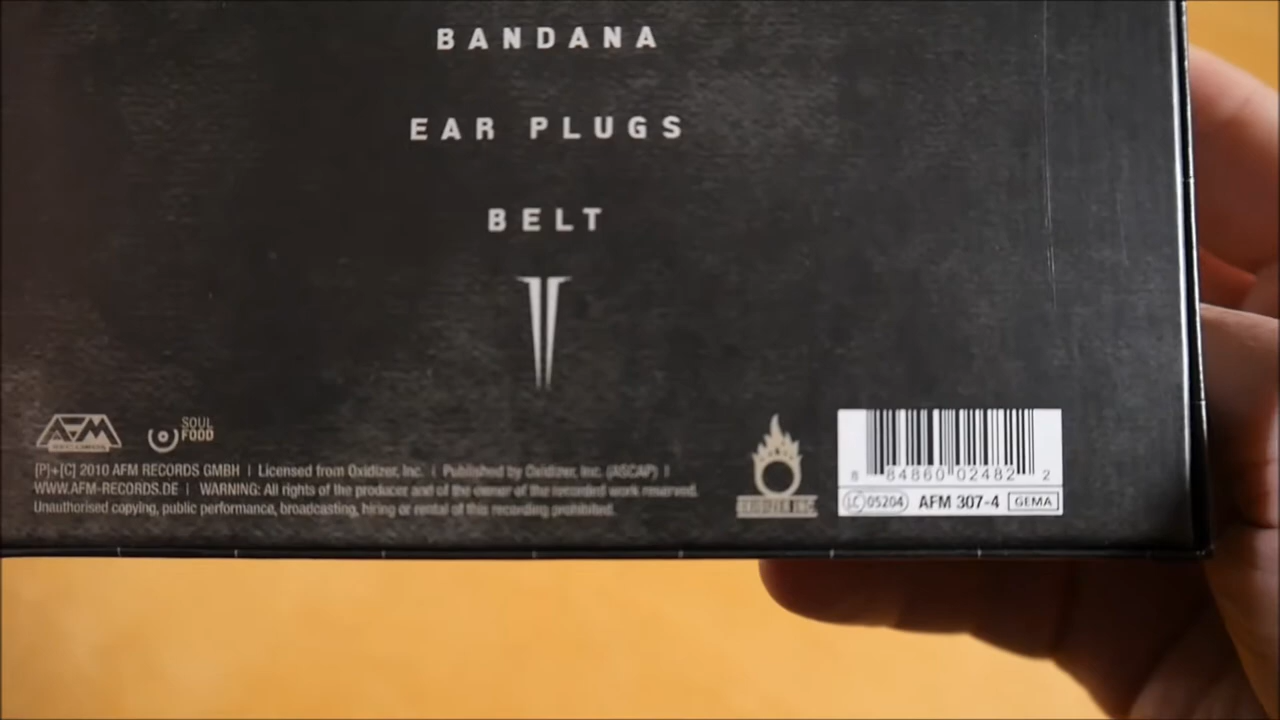 BANDANA
EAR PLUGS
BELT
AFM
SOUL
FOOD
(P)+(C) 2010 AFM RECORDS GMBH | Licensed from Oxidizer, Inc. | Published by Oxidizer, Inc. (ASCAP) |
WWW.AFM-RECORDS.DE | WARNING: All rights of the producer and of the owner of the recorded work reserved.
Unauthorised copying, public performance, broadcasting, hiring or rental of this recording prohibited.
OXIDIZER INC.
8 84860 02482 2
LC 05204 AFM 307-4 GEMA